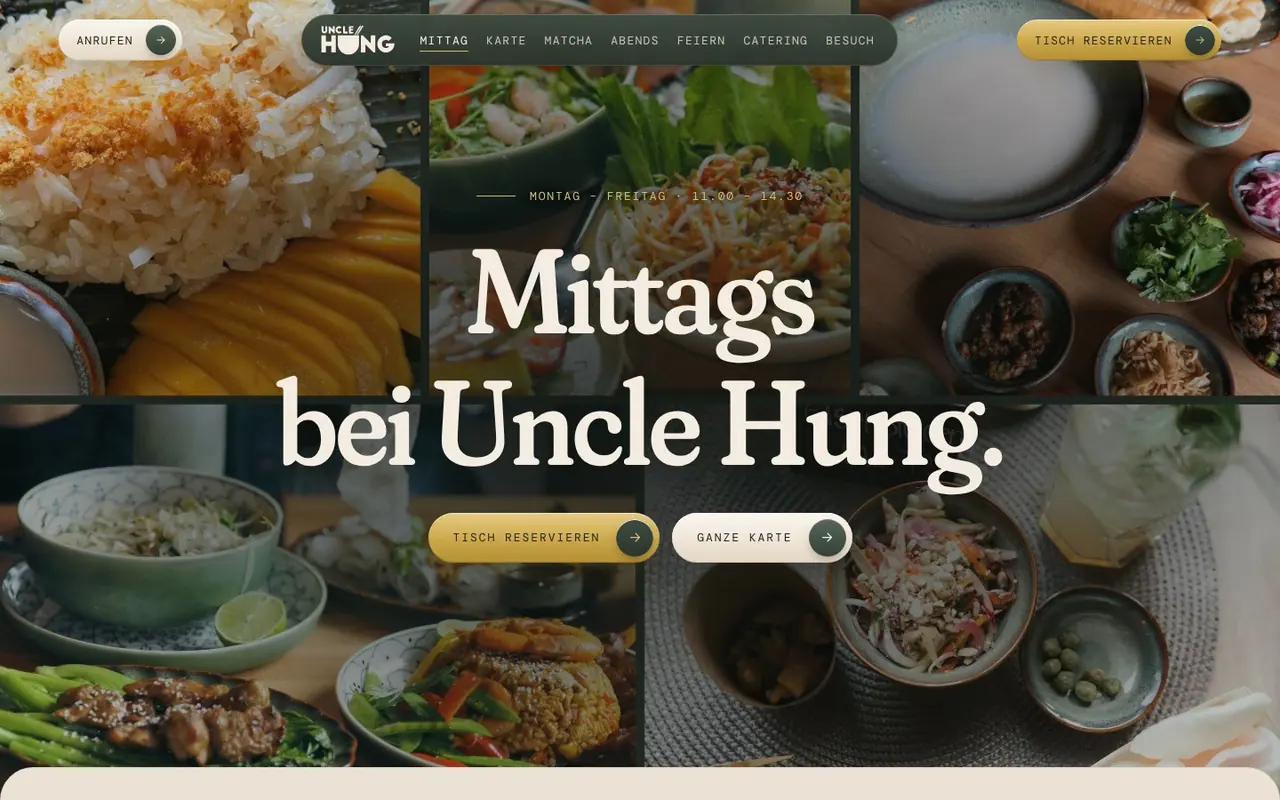 ANRUFEN
UNCLE
HUNG
MITTAG KARTE MATCHA ABENDS FEIERN CATERING BESUCH
TISCH RESERVIEREN
MONTAG – FREITAG · 11.00 – 14.30
Mittags
bei Uncle Hung.
TISCH RESERVIEREN
GANZE KARTE